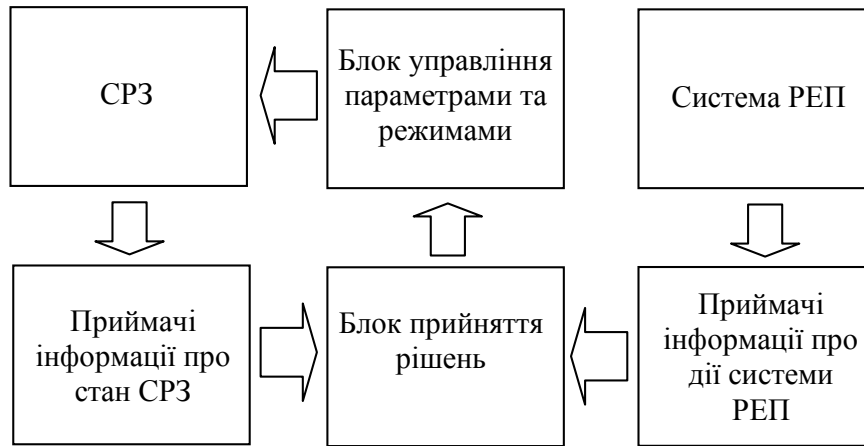 СРЗ
Блок управління
параметрами та
режимами
Система РЕП
Приймачі
інформації про
стан СРЗ
Блок прийняття
рішень
Приймачі
інформації про
дії системи
РЕП